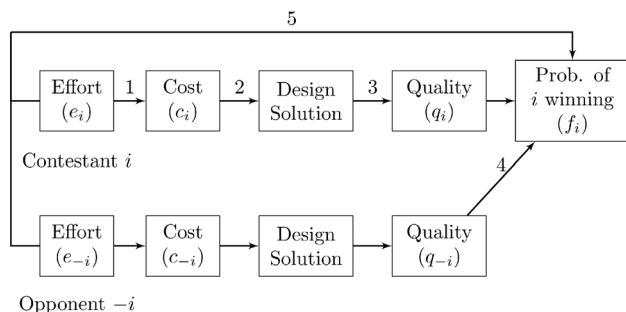 5
Effort
(e_i)
1
Cost
(c_i)
2
Design
Solution
3
Quality
(q_i)
Prob. of
i winning
(f_i)
Contestant i
4
Effort
(e_{-i})
Cost
(c_{-i})
Design
Solution
Quality
(q_{-i})
Opponent −i